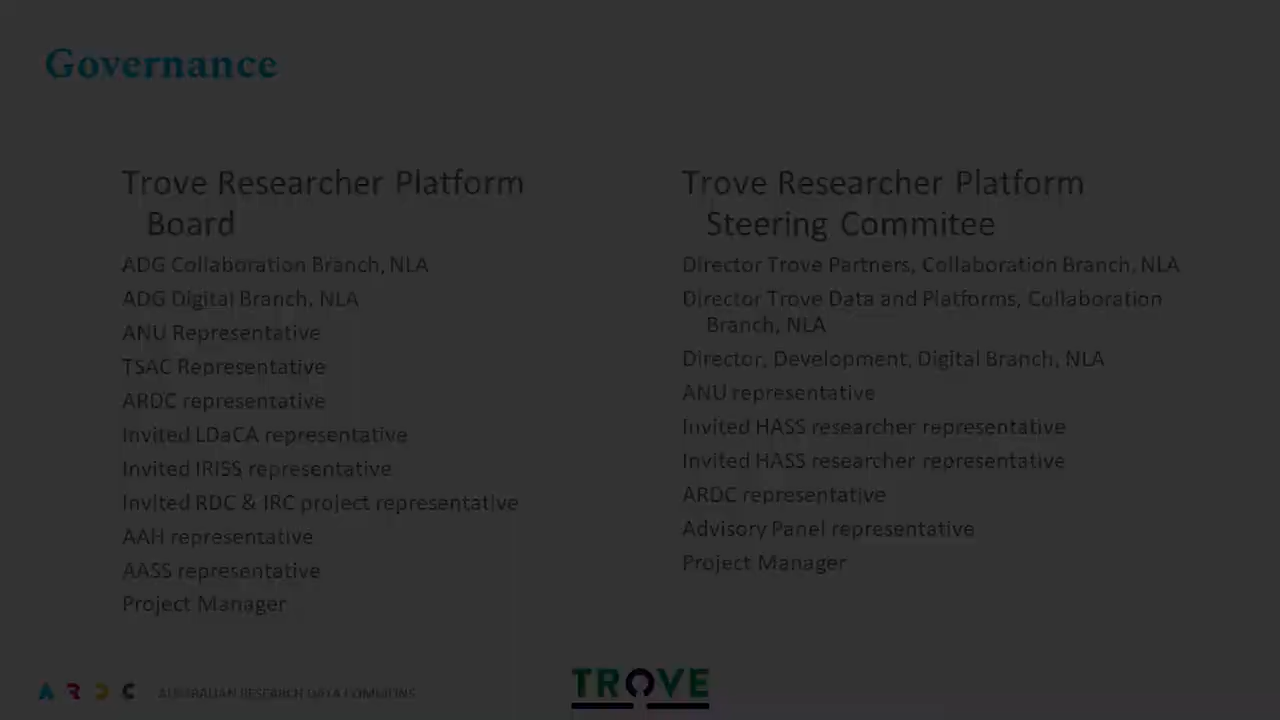 Governance
Trove Researcher Platform
Board
ADG Collaboration Branch, NLA
ADG Digital Branch, NLA
ANU Representative
TSAC Representative
ARDC representative
Invited LDaCA representative
Invited IRISS representative
Invited RDC & IRC project representative
AAH representative
AASS representative
Project Manager
Trove Researcher Platform
Steering Commitee
Director Trove Partners, Collaboration Branch, NLA
Director Trove Data and Platforms, Collaboration
Branch, NLA
Director, Development, Digital Branch, NLA
ANU representative
Invited HASS researcher representative
Invited HASS researcher representative
ARDC representative
Advisory Panel representative
Project Manager
ARDC AUSTRALIAN RESEARCH DATA COMMONS
TROVE